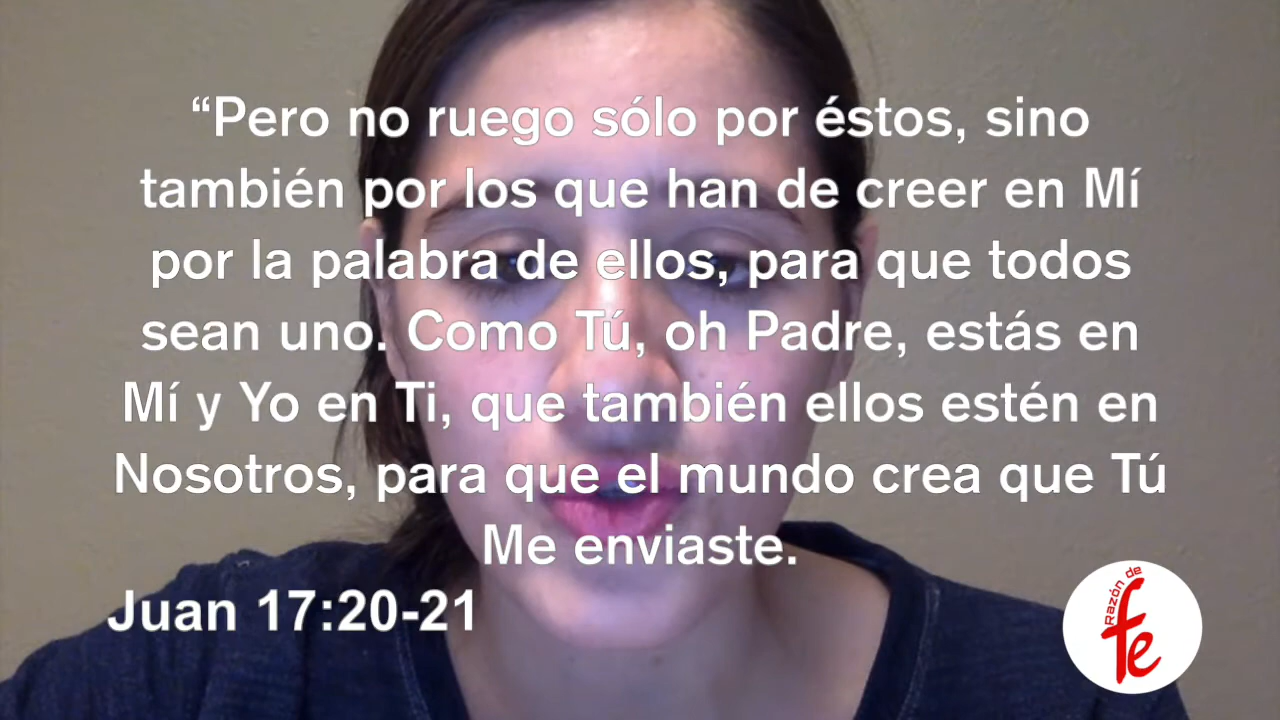 “Pero no ruego sólo por éstos, sino
también por los que han de creer en Mí
por la palabra de ellos, para que todos
sean uno. Como Tú, oh Padre, estás en
Mí y Yo en Ti, que también ellos estén en
Nosotros, para que el mundo crea que Tú
Me enviaste.
Juan 17:20-21
Razón de
fe